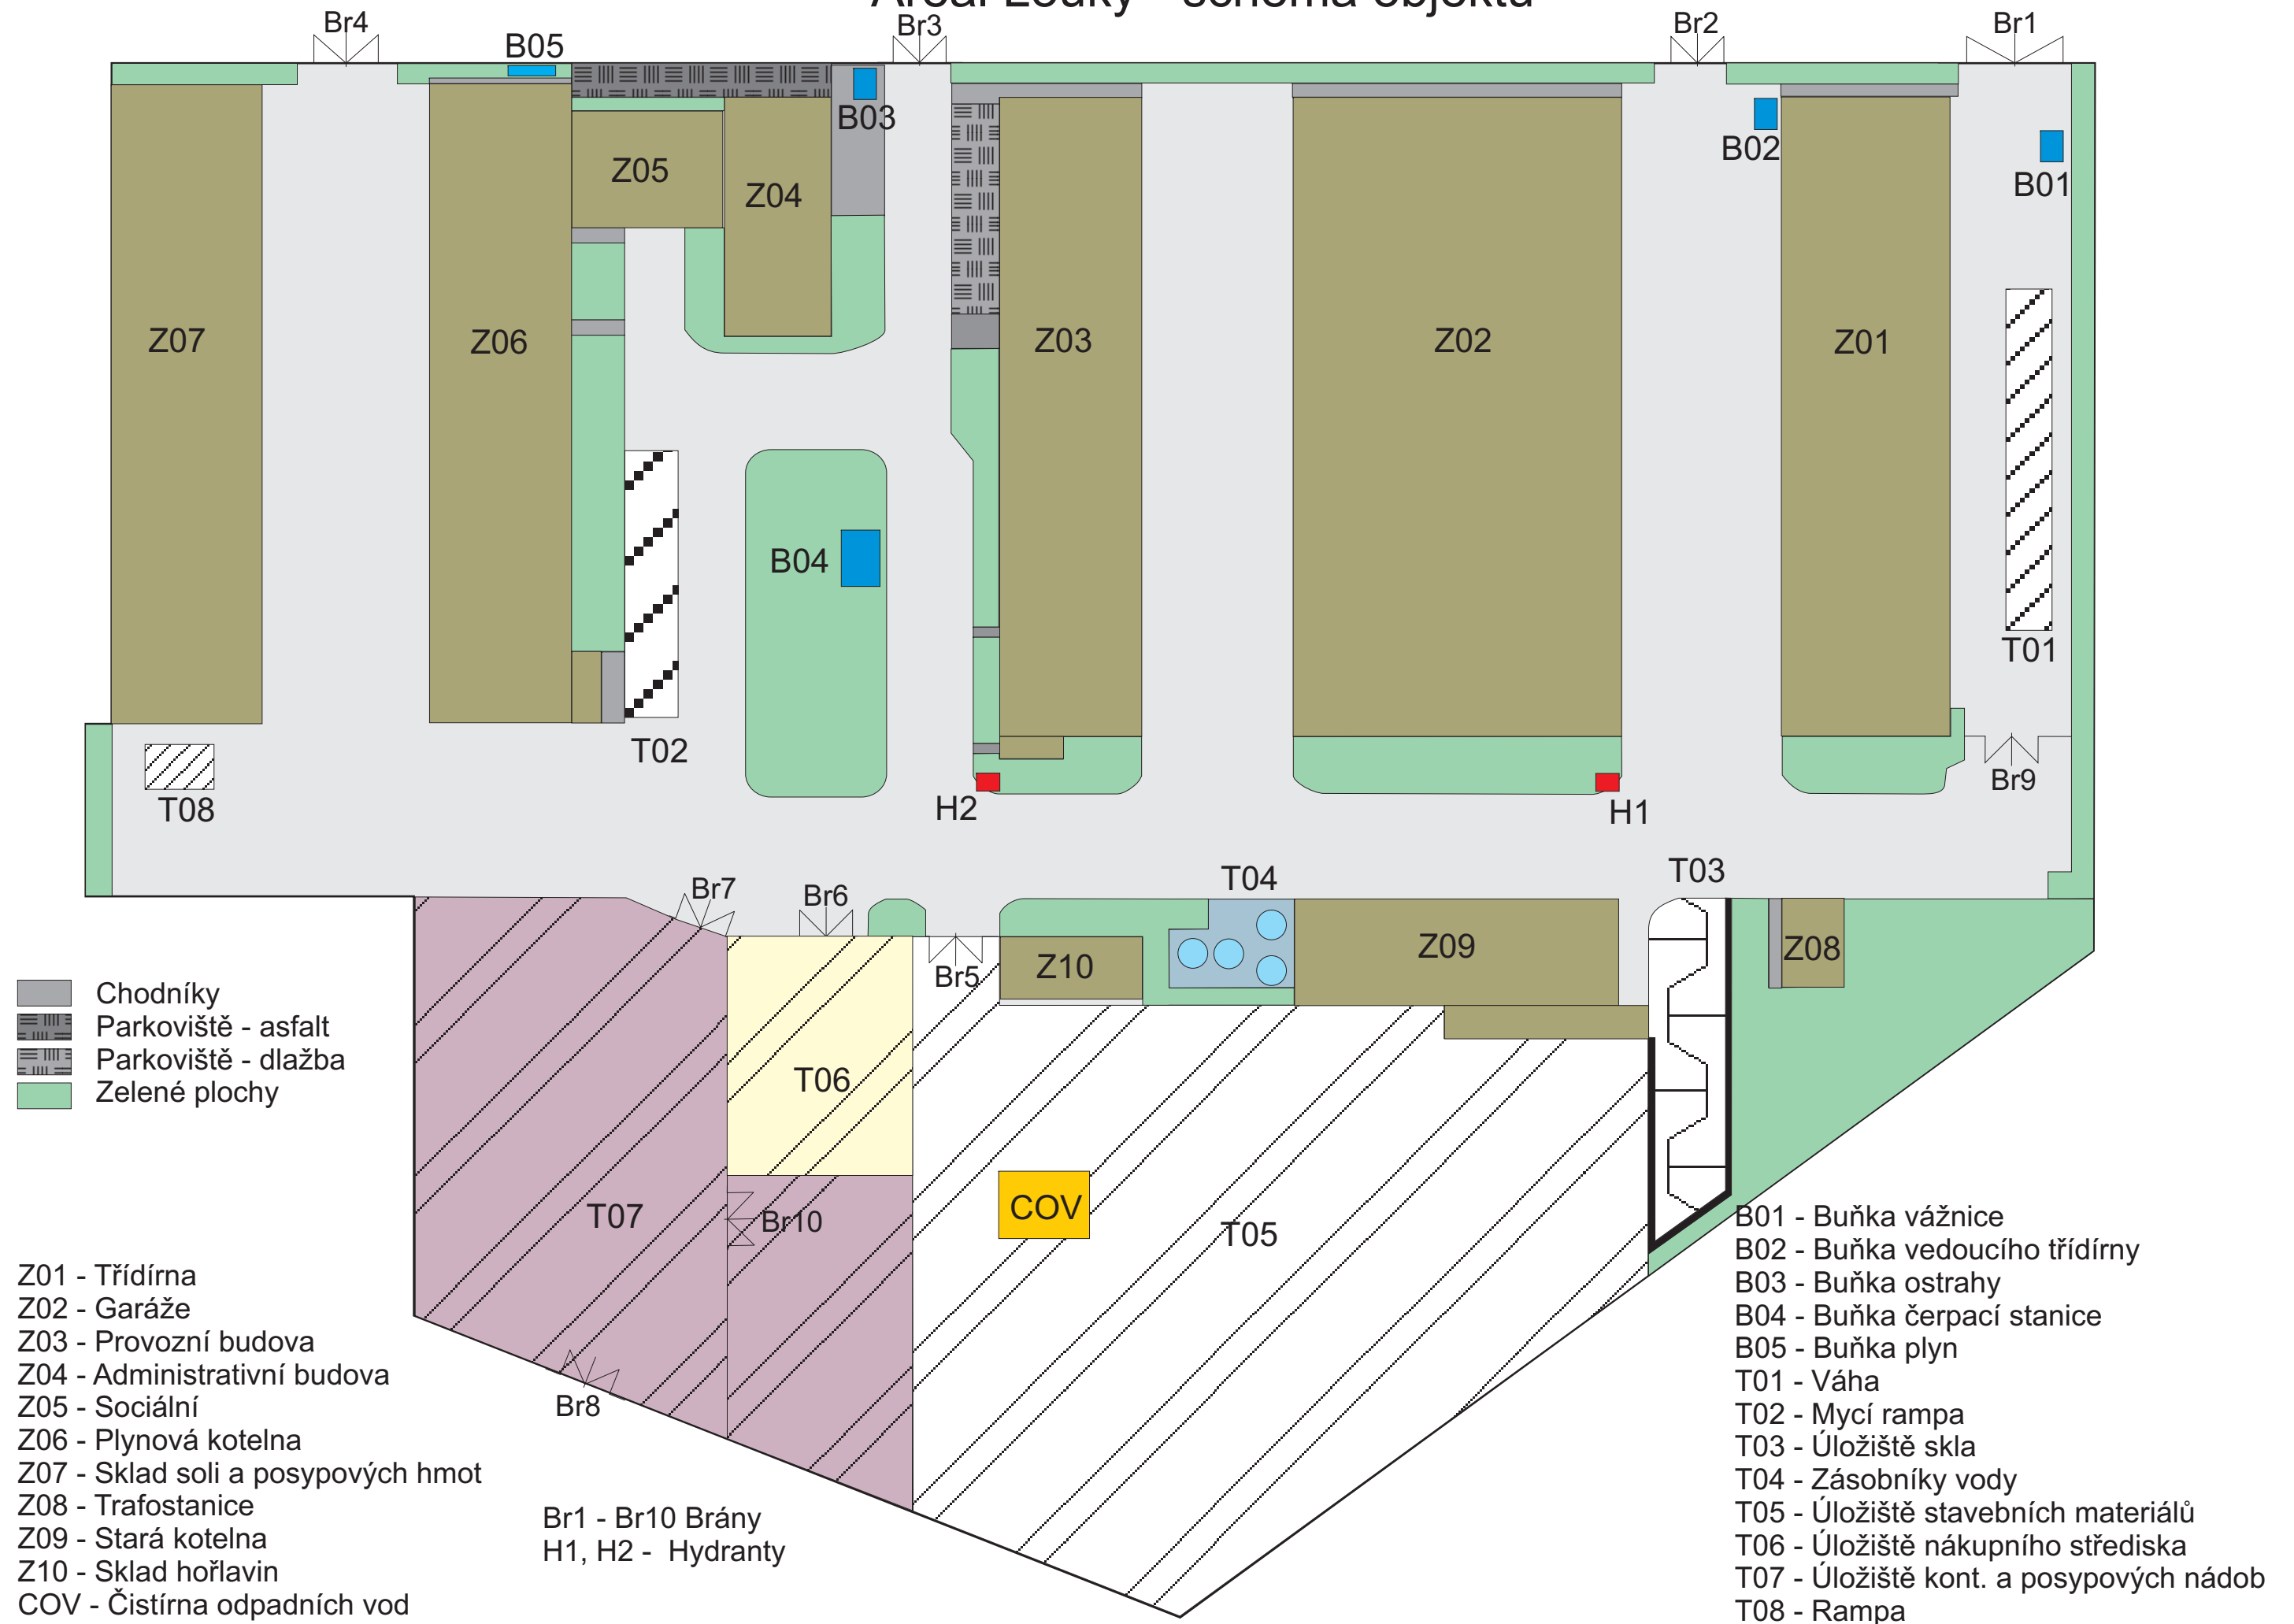 Areál Louky - schéma objektů
Br4
Br3
Br2
Br1
B05
B03
B02
B01
Z05
Z04
Z07
Z06
Z03
Z02
Z01
B04
T01
T02
T08
H2
H1
Br9
Br7
Br6
T04
T03
Br5
Z10
Z09
Z08
Chodníky
Parkoviště - asfalt
Parkoviště - dlažba
Zelené plochy
T06
T07
Br10
COV
T05
Br8
Z01 - Třídírna
Z02 - Garáže
Z03 - Provozní budova
Z04 - Administrativní budova
Z05 - Sociální
Z06 - Plynová kotelna
Z07 - Sklad soli a posypových hmot
Z08 - Trafostanice
Z09 - Stará kotelna
Z10 - Sklad hořlavin
COV - Čistírna odpadních vod
Br1 - Br10 Brány
H1, H2 - Hydranty
B01 - Buňka vážnice
B02 - Buňka vedoucího třídírny
B03 - Buňka ostrahy
B04 - Buňka čerpací stanice
B05 - Buňka plyn
T01 - Váha
T02 - Mycí rampa
T03 - Úložiště skla
T04 - Zásobníky vody
T05 - Úložiště stavebních materiálů
T06 - Úložiště nákupního střediska
T07 - Úložiště kont. a posypových nádob
T08 - Rampa